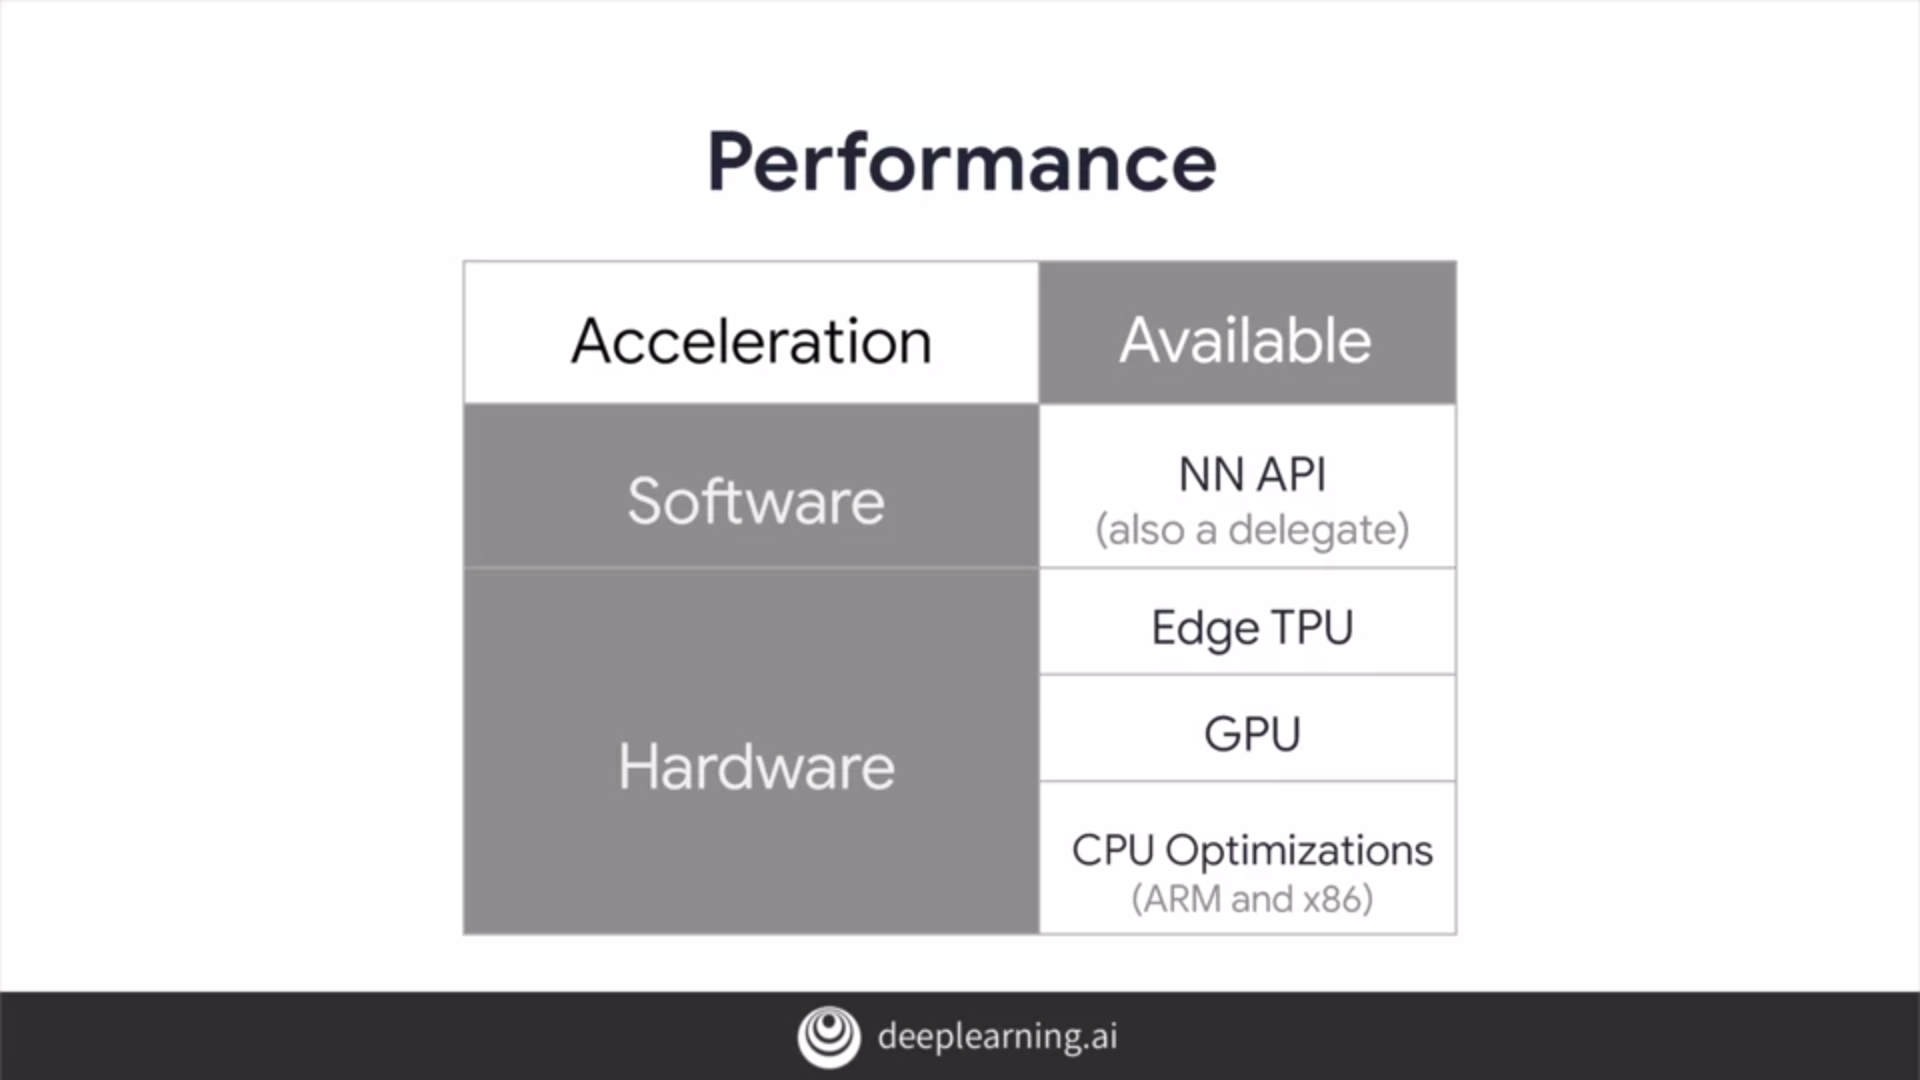 Performance
Acceleration
Available
Software
NN API
(also a delegate)
Hardware
Edge TPU
GPU
CPU Optimizations
(ARM and x86)
deeplearning.ai